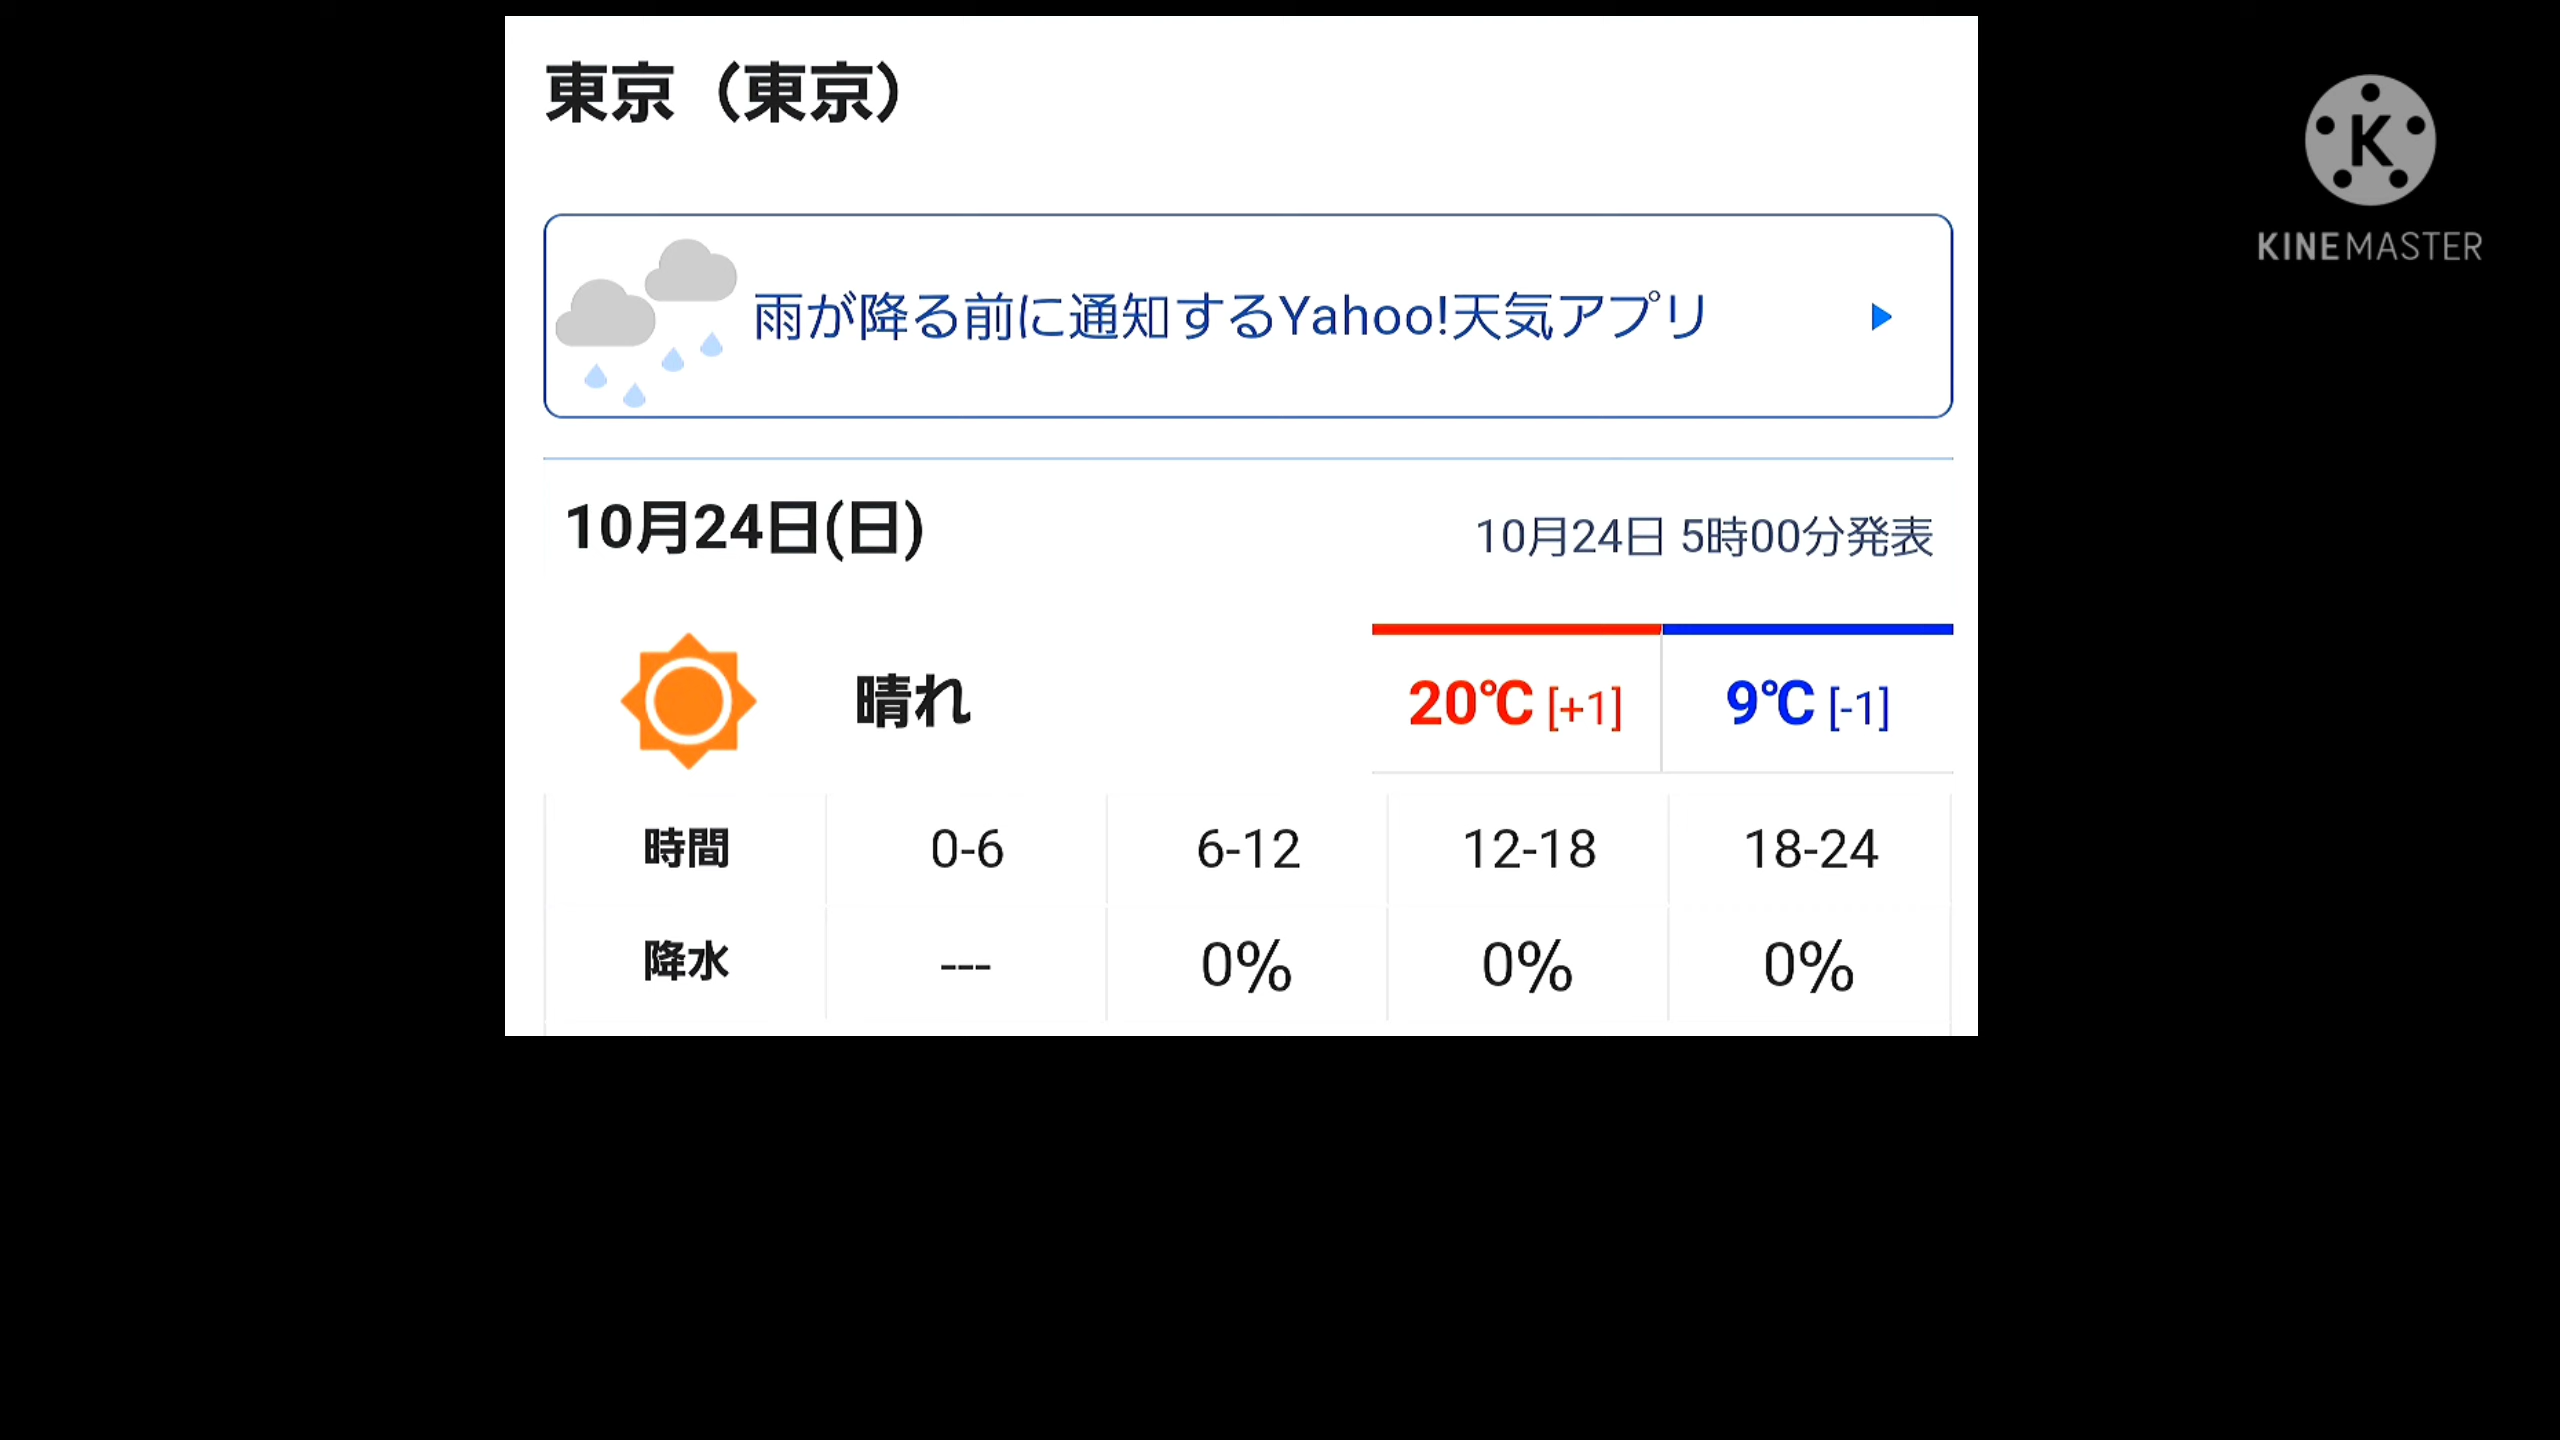 東京（東京）
KINEMASTER
雨が降る前に通知するYahoo!天気アプリ
10月24日(日) 10月24日 5時00分発表
晴れ 20℃ [+1] 9℃ [-1]
時間 0-6 6-12 12-18 18-24
降水 --- 0% 0% 0%